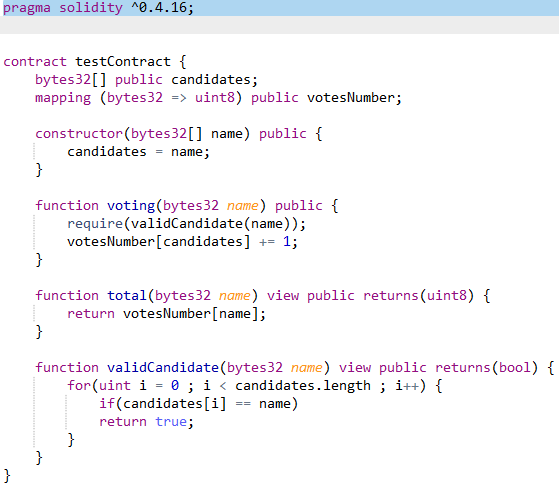 pragma solidity ^0.4.16;
contract testContract {
bytes32[] public candidates;
mapping (bytes32 => uint8) public votesNumber;
constructor(bytes32[] name) public {
candidates = name;
}
function voting(bytes32 name) public {
require(validCandidate(name));
votesNumber[candidates] += 1;
}
function total(bytes32 name) view public returns(uint8) {
return votesNumber[name];
}
function validCandidate(bytes32 name) view public returns(bool) {
for(uint i = 0 ; i < candidates.length ; i++) {
if(candidates[i] == name)
return true;
}
}
}